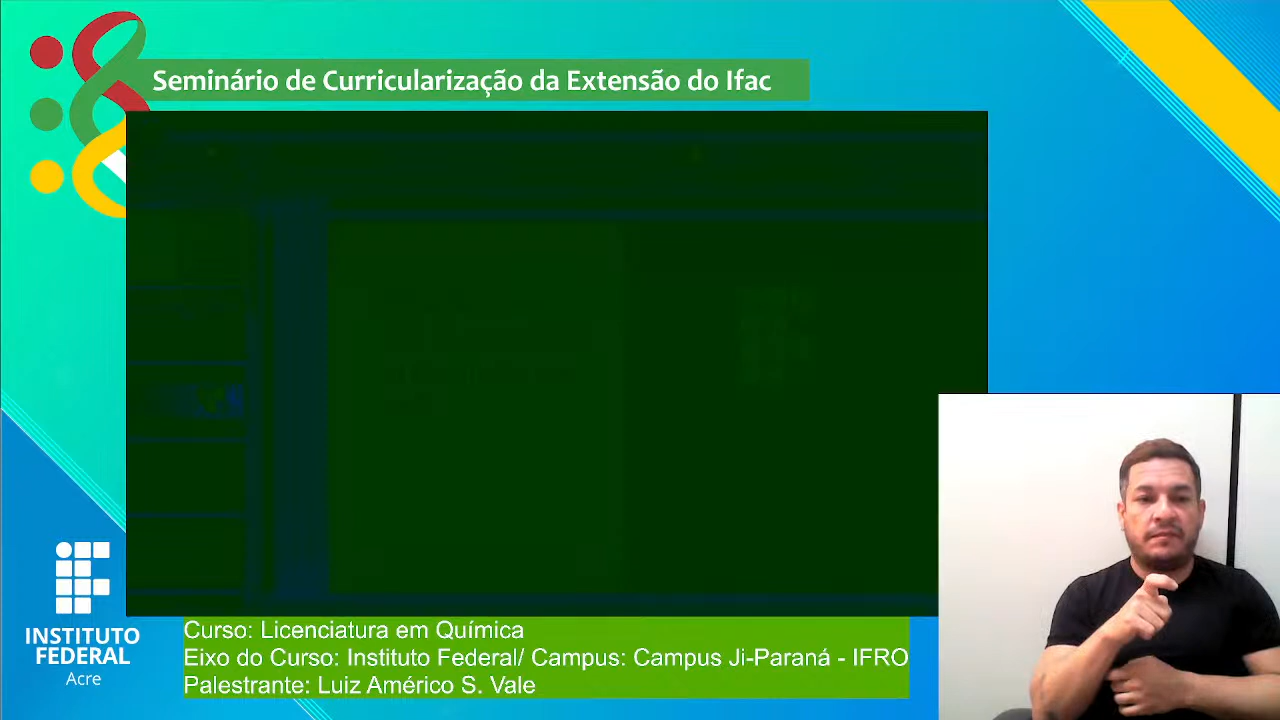 Seminário de Curricularização da Extensão do Ifac
INSTITUTO
FEDERAL
Acre
Curso: Licenciatura em Química
Eixo do Curso: Instituto Federal/ Campus: Campus Ji-Paraná - IFRO
Palestrante: Luiz Américo S. Vale